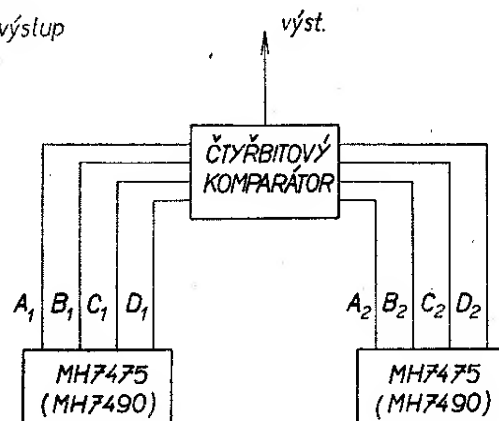 výstup
výst.
ČTYŘBITOVÝ
KOMPARÁTOR
A₁ B₁ C₁ D₁
A₂ B₂ C₂ D₂
MH7475
(MH7490)
MH7475
(MH7490)